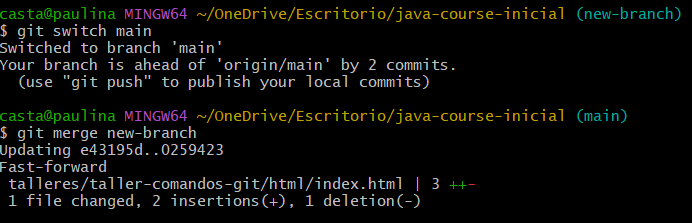 casta@paulina MINGW64 ~/OneDrive/Escritorio/java-course-inicial (new-branch)
$ git switch main
Switched to branch 'main'
Your branch is ahead of 'origin/main' by 2 commits.
  (use "git push" to publish your local commits)

casta@paulina MINGW64 ~/OneDrive/Escritorio/java-course-inicial (main)
$ git merge new-branch
Updating e43195d..0259423
Fast-forward
 talleres/taller-comandos-git/html/index.html | 3 ++-
 1 file changed, 2 insertions(+), 1 deletion(-)